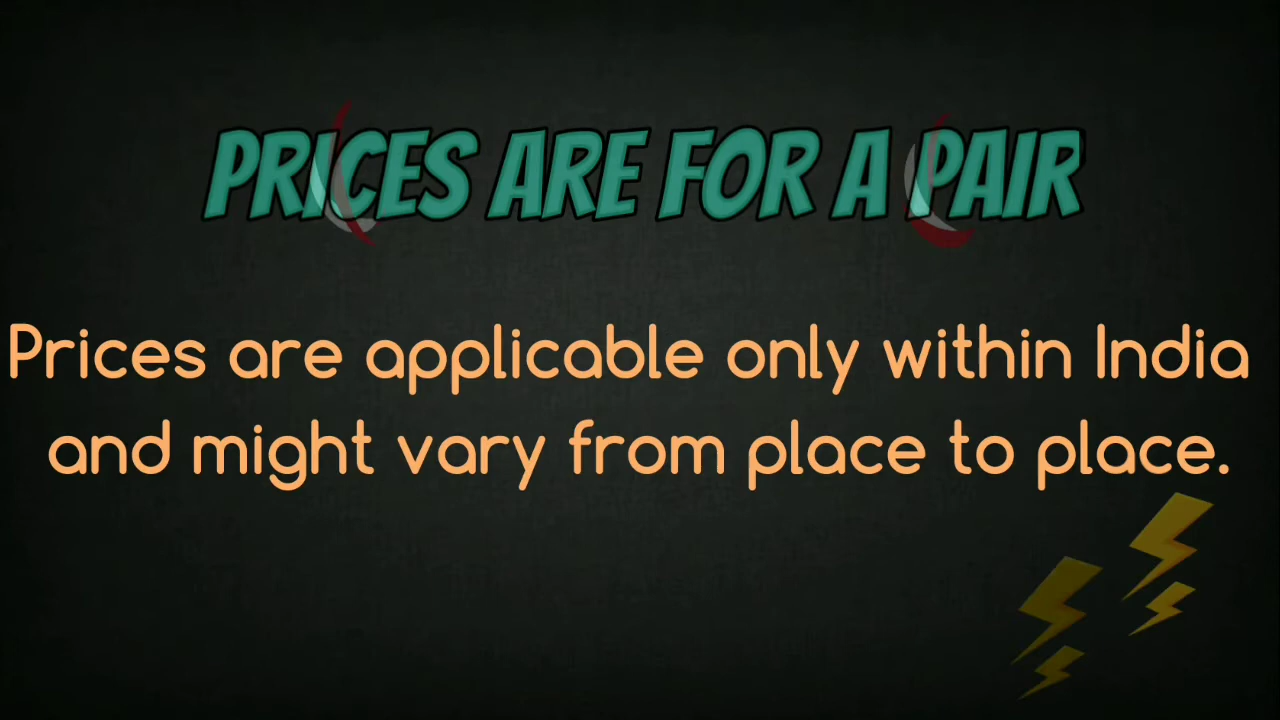 PRICES ARE FOR A PAIR
Prices are applicable only within India
and might vary from place to place.